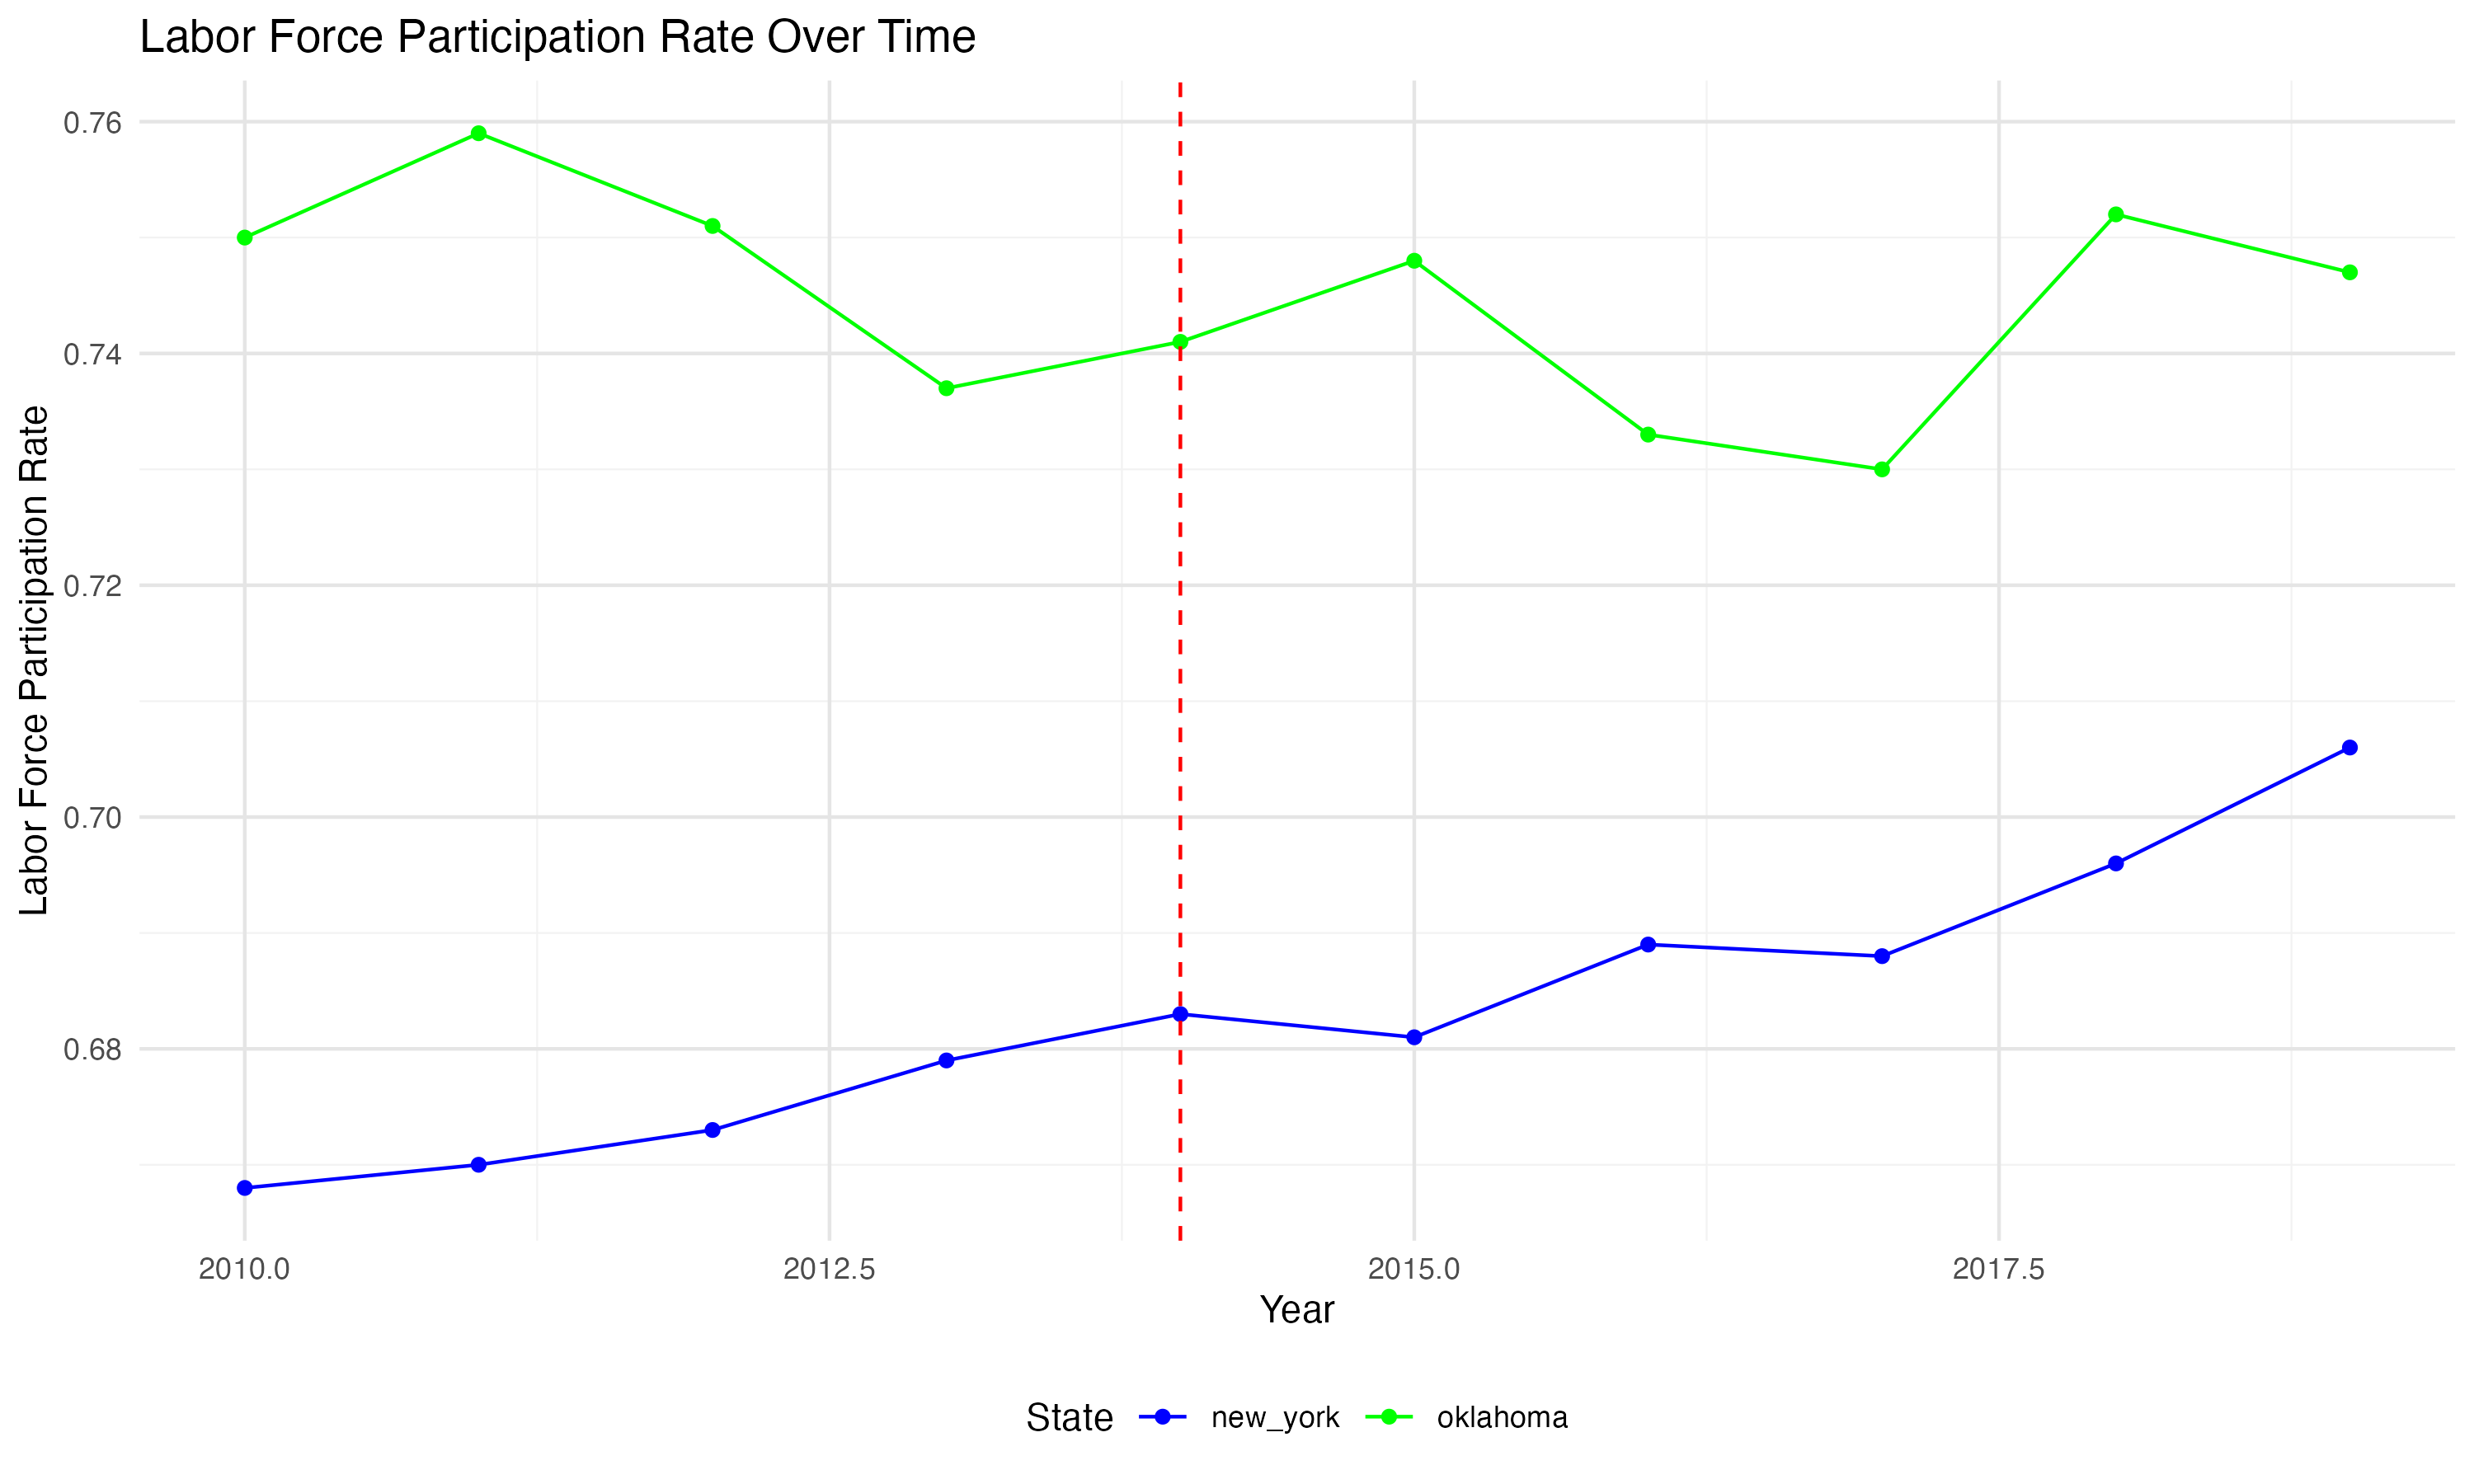 Labor Force Participation Rate Over Time
Labor Force Participation Rate
0.76
0.74
0.72
0.70
0.68
2010.0 2012.5 2015.0 2017.5
Year
State new_york oklahoma